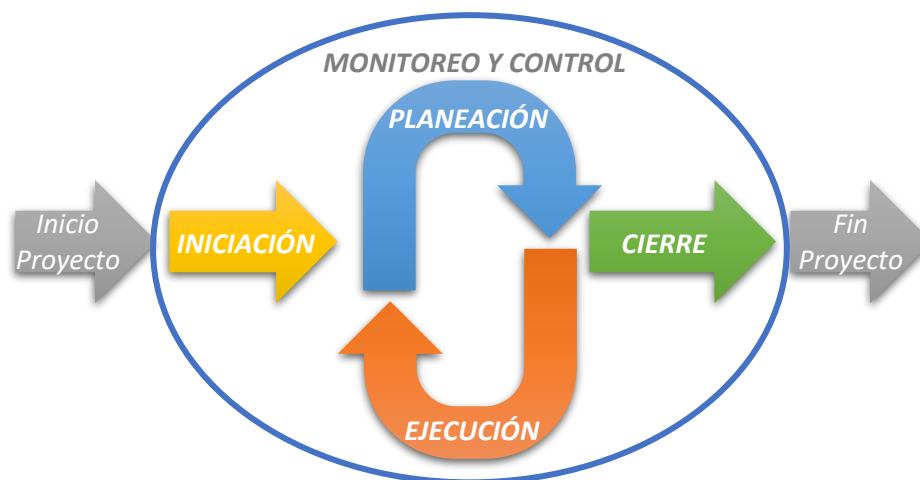 MONITOREO Y CONTROL
PLANEACIÓN
Inicio
Proyecto
INICIACIÓN
CIERRE
Fin
Proyecto
EJECUCIÓN